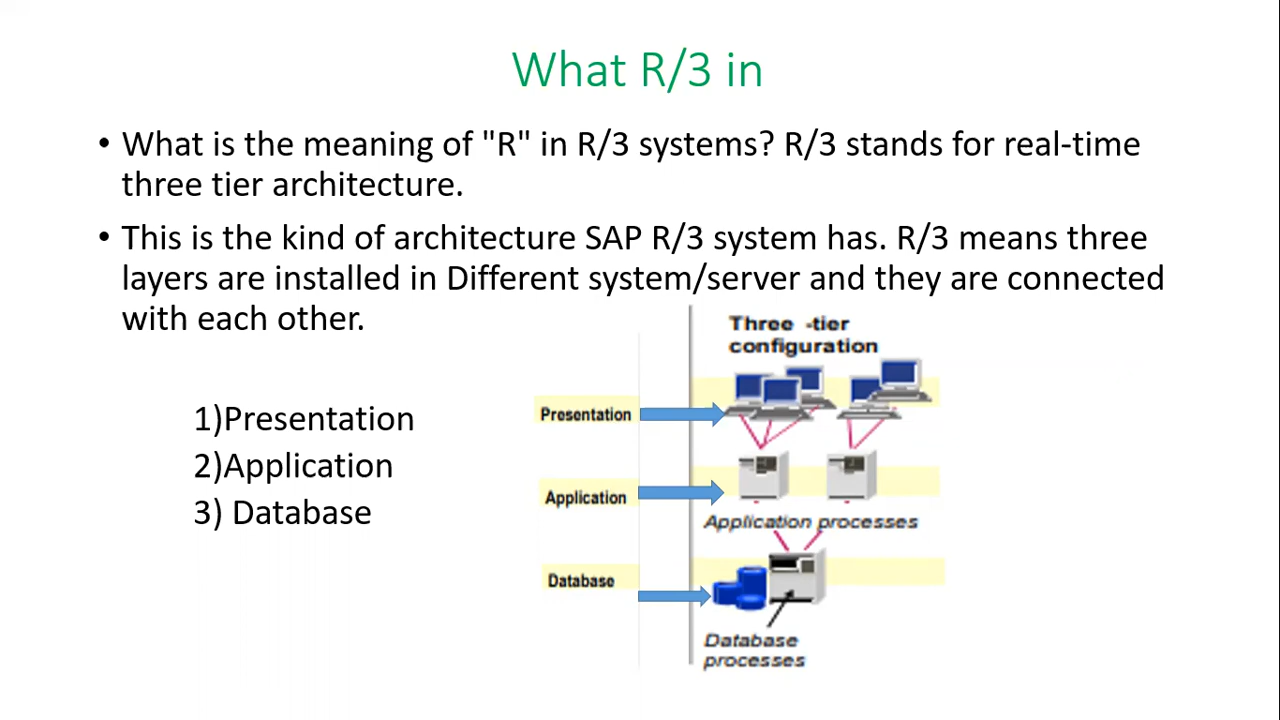 What R/3 in
• What is the meaning of "R" in R/3 systems? R/3 stands for real-time
three tier architecture.
• This is the kind of architecture SAP R/3 system has. R/3 means three
layers are installed in Different system/server and they are connected
with each other.
1)Presentation
2)Application
3) Database
Three -tier
configuration
Presentation
Application
Application processes
Database
Database
processes